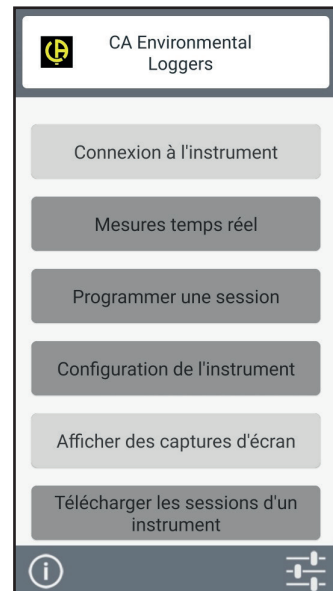 CA Environmental
Loggers
Connexion à l'instrument
Mesures temps réel
Programmer une session
Configuration de l'instrument
Afficher des captures d'écran
Télécharger les sessions d'un
instrument